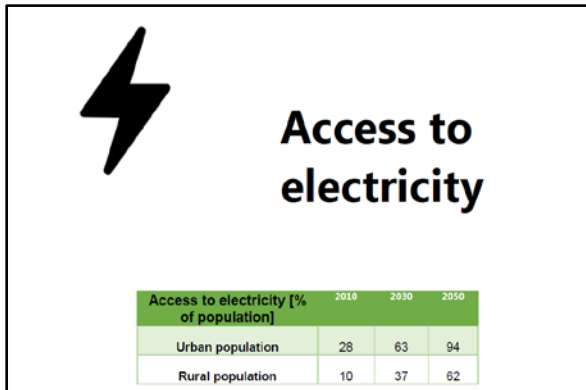 Access to
electricity
Access to electricity [% 2010 2030 2050
of population]
Urban population 28 63 94
Rural population 10 37 62